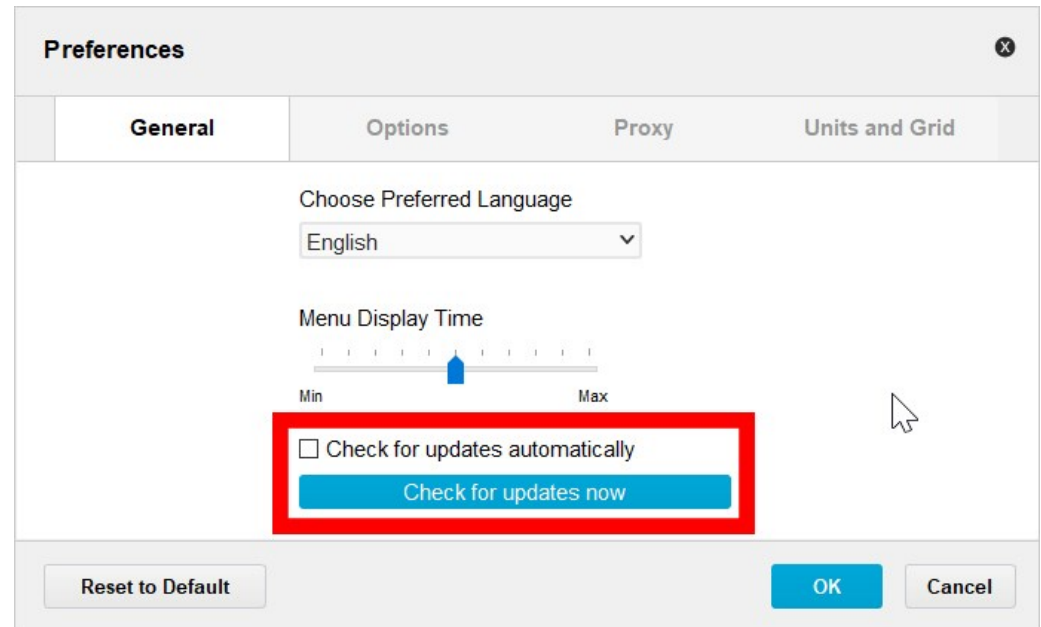 Preferences
General Options Proxy Units and Grid
Choose Preferred Language
English
Menu Display Time
Min Max
Check for updates automatically
Check for updates now
Reset to Default OK Cancel